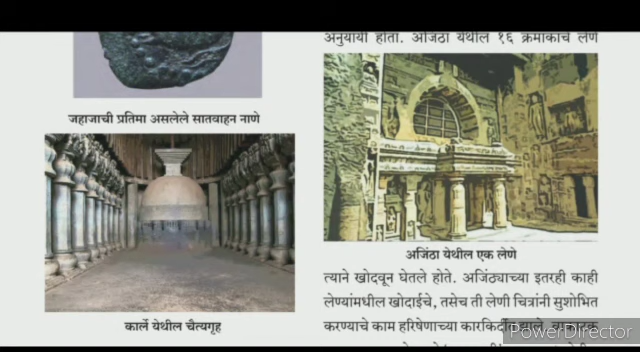 जहाजाची प्रतिमा असलेले सातवाहन नाणे
कार्ले येथील चैत्यगृह
अनुयायी होता. अजिंठा येथील १६ क्रमांकाचे लेणे
अजिंठा येथील एक लेणे
त्याने खोदवून घेतले होते. अजिंठ्याच्या इतरही काही
लेण्यांमधील खोदाईचे, तसेच ती लेणी चित्रांनी सुशोभित
करण्याचे काम हरिषेणाच्या कारकिर्दीत झाले.
PowerDirector